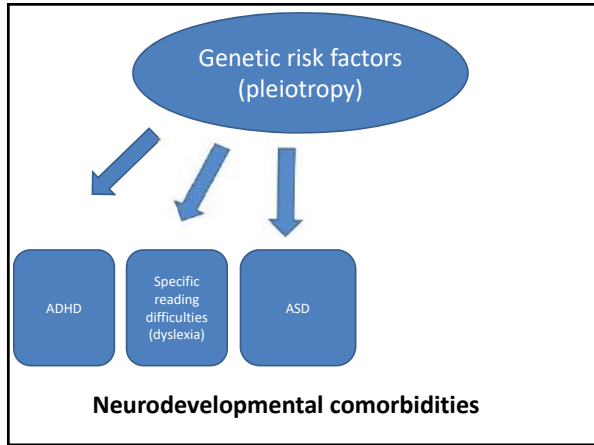 Genetic risk factors
(pleiotropy)
ADHD
Specific
reading
difficulties
(dyslexia)
ASD
Neurodevelopmental comorbidities